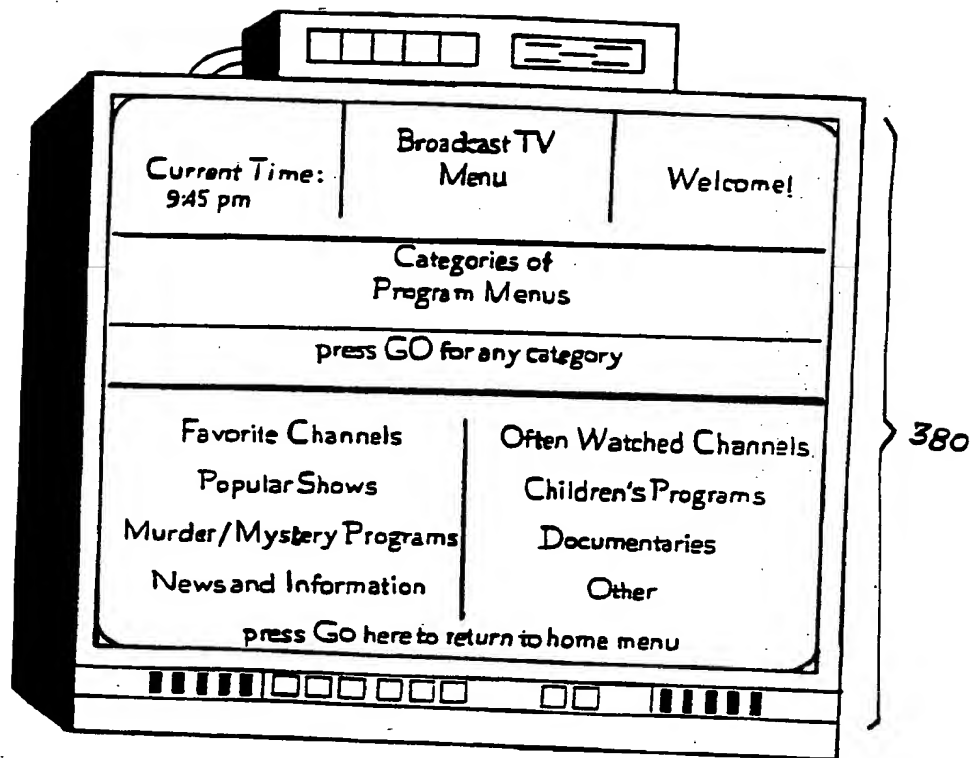 Broadcast TV
Menu
Current Time:
9:45 pm
Welcome!
Categories of
Program Menus
press GO for any category
Favorite Channels
Often Watched Channels
Popular Shows
Children's Programs
Murder/Mystery Programs
Documentaries
News and Information
Other
press Go here to return to home menu
380